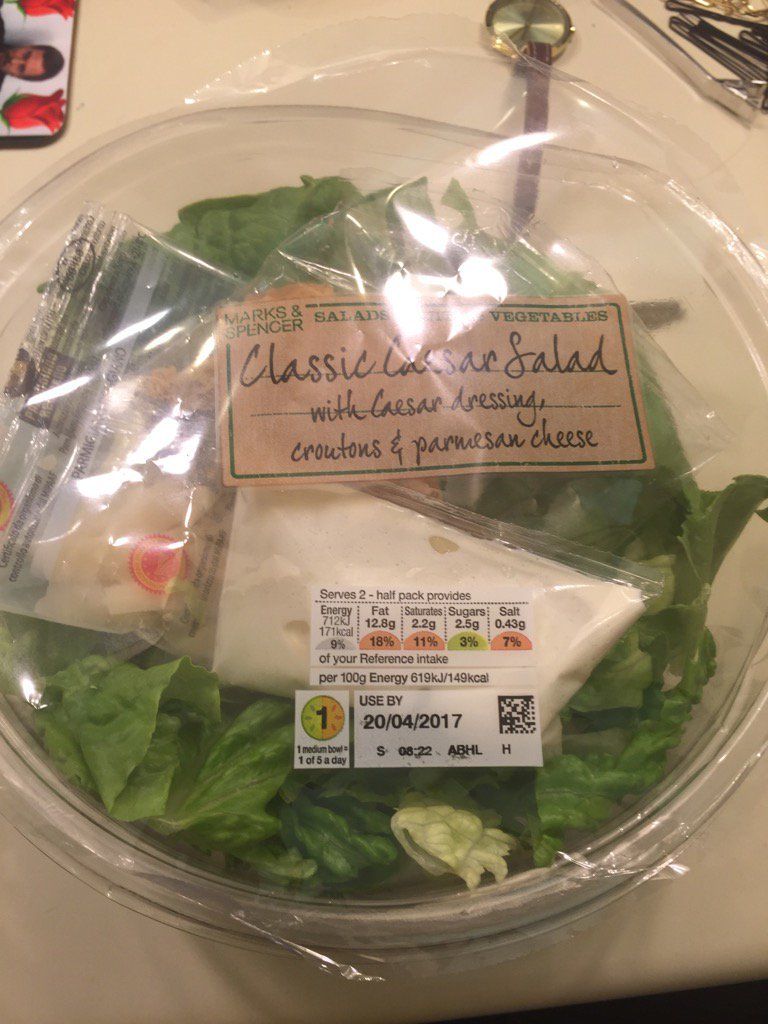 MARKS &
SPENCER
SALADS VEGETABLES
Classic Caesar Salad
with Caesar dressing,
croutons & parmesan cheese
Serves 2 - half pack provides
Energy Fat Saturates Sugars Salt
712kJ 12.8g 2.2g 2.5g 0.43g
171kcal
9% 18% 11% 3% 7%
of your Reference intake
per 100g Energy 619kJ/149kcal
1
1 medium bowl =
1 of 5 a day
USE BY
20/04/2017
S 08:22 ABHL H